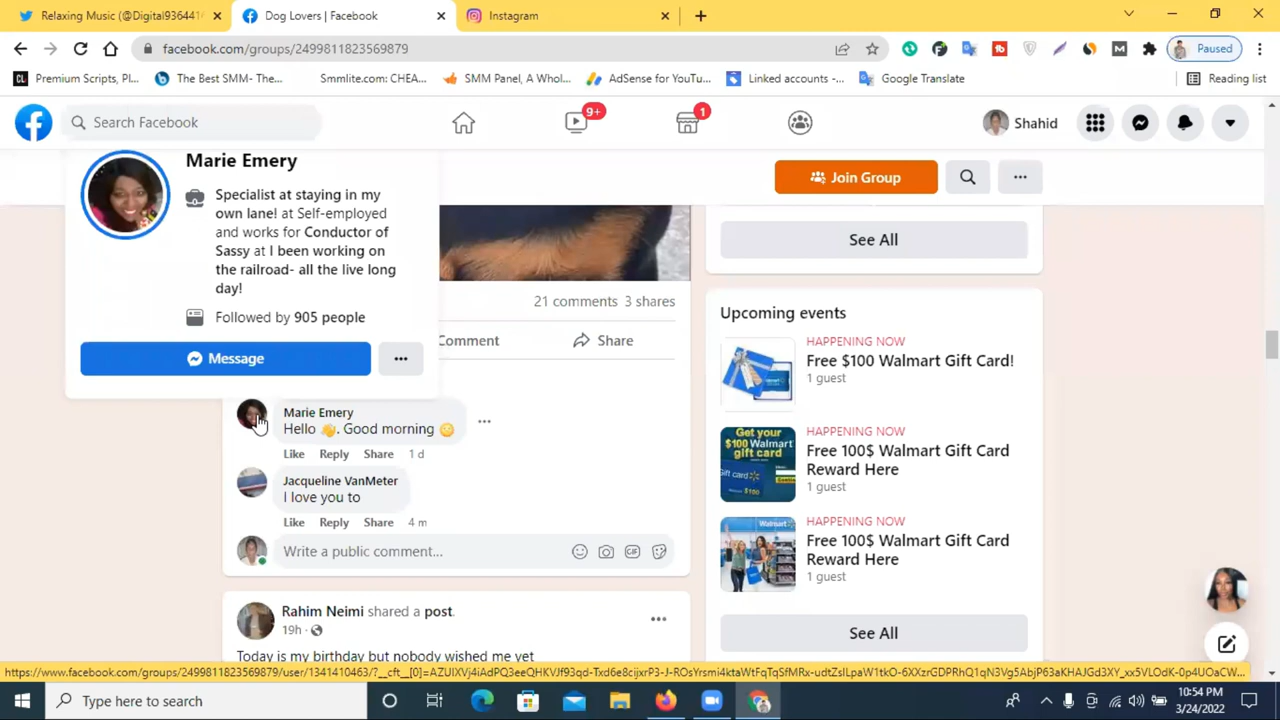 Relaxing Music (@Digital936441
Dog Lovers | Facebook
Instagram
facebook.com/groups/2499811823569879
Paused
Premium Scripts, Pl...
The Best SMM- The...
Smmlite.com: CHEA...
SMM Panel, A Whol...
AdSense for YouTu...
Linked accounts -...
Google Translate
Reading list
Search Facebook
9+
1
Shahid
Marie Emery
Specialist at staying in my
own lane! at Self-employed
and works for Conductor of
Sassy at I been working on
the railroad- all the live long
day!
Followed by 905 people
Message
Join Group
See All
21 comments 3 shares
Comment
Share
Marie Emery
Hello 👋. Good morning 😳
Like Reply Share 1 d
Jacqueline VanMeter
I love you to
Like Reply Share 4 m
Write a public comment...
GIF
Rahim Neimi shared a post.
19h ·
Today is my birthday but nobody wished me yet
Upcoming events
HAPPENING NOW
Free $100 Walmart Gift Card!
1 guest
Get your
$100 Walmart
gift card
HAPPENING NOW
Free 100$ Walmart Gift Card
Reward Here
1 guest
Walmart
HAPPENING NOW
Free 100$ Walmart Gift Card
Reward Here
1 guest
See All
Type here to search
10:54 PM
3/24/2022